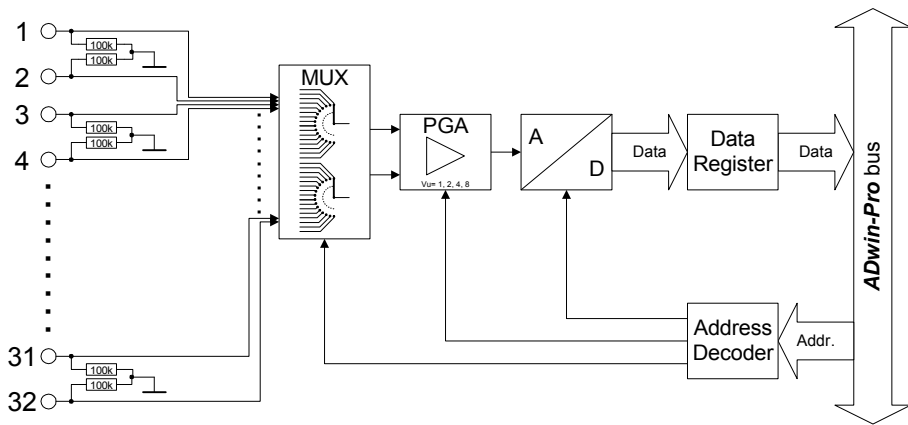 1
100k
100k
2
3
100k
100k
4
31
100k
100k
32
MUX
PGA
Vu= 1, 2, 4, 8
A
D
Data
Data
Register
Data
Address
Decoder
Addr.
ADwin-Pro bus